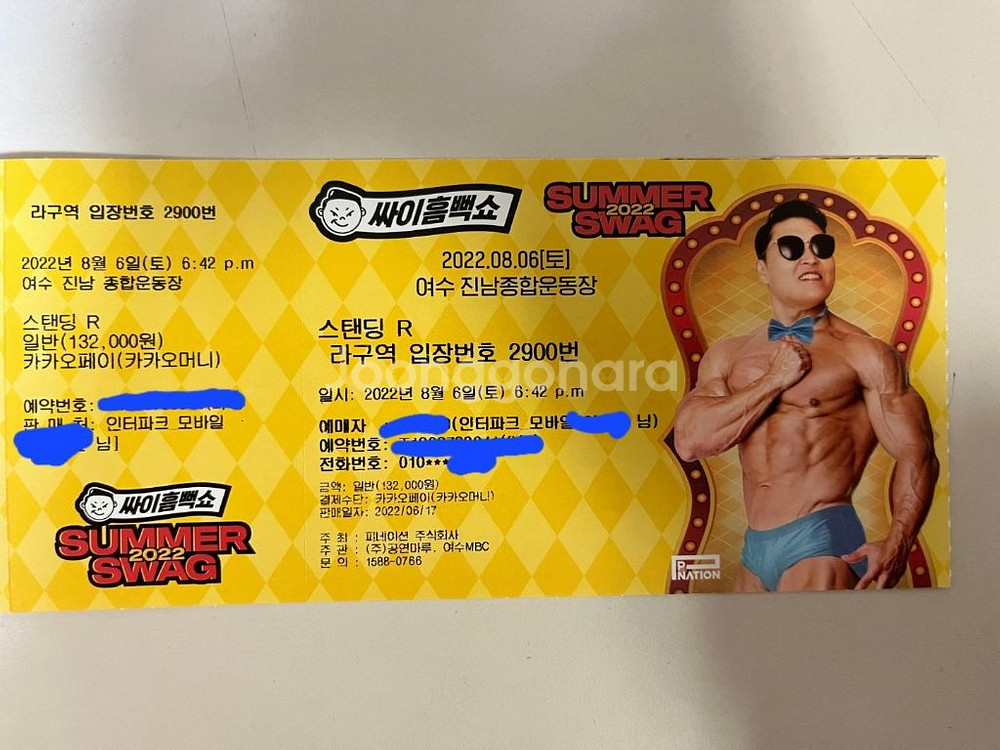 라구역 입장번호 2900번
2022년 8월 6일(토) 6:42 p.m
여수 진남 종합운동장
스탠딩 R
일반(132,000원)
카카오페이(카카오머니)
예약번호:
판 매 처: 인터파크 모바일
님]
싸이흠뻑쇼
SUMMER
2022
SWAG
싸이흠뻑쇼
SUMMER
2022
SWAG
2022.08.06[토]
여수 진남종합운동장
스탠딩 R
라구역 입장번호 2900번
joonggonara
일시: 2022년 8월 6일(토) 6:42 p.m
예매자 (인터파크 모바일 님)
예약번호:
전화번호: 010***
금액: 일반(132,000원)
결제수단: 카카오페이(카카오머니)
판매일자: 2022/06/17
주 최 : 피네이션 주식회사
주 관 : (주)공연마루, 여수MBC
문 의 : 1588-0766
P NATION